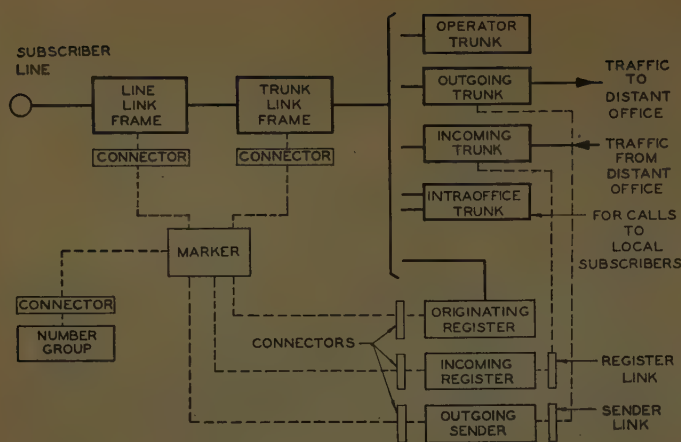 SUBSCRIBER
LINE
LINE
LINK
FRAME
TRUNK
LINK
FRAME
OPERATOR
TRUNK
OUTGOING
TRUNK
TRAFFIC
TO
DISTANT
OFFICE
INCOMING
TRUNK
TRAFFIC
FROM
DISTANT
OFFICE
INTRAOFFICE
TRUNK
FOR CALLS
TO
LOCAL
SUBSCRIBERS
CONNECTOR
CONNECTOR
MARKER
CONNECTOR
NUMBER
GROUP
CONNECTORS
ORIGINATING
REGISTER
INCOMING
REGISTER
REGISTER
LINK
OUTGOING
SENDER
SENDER
LINK